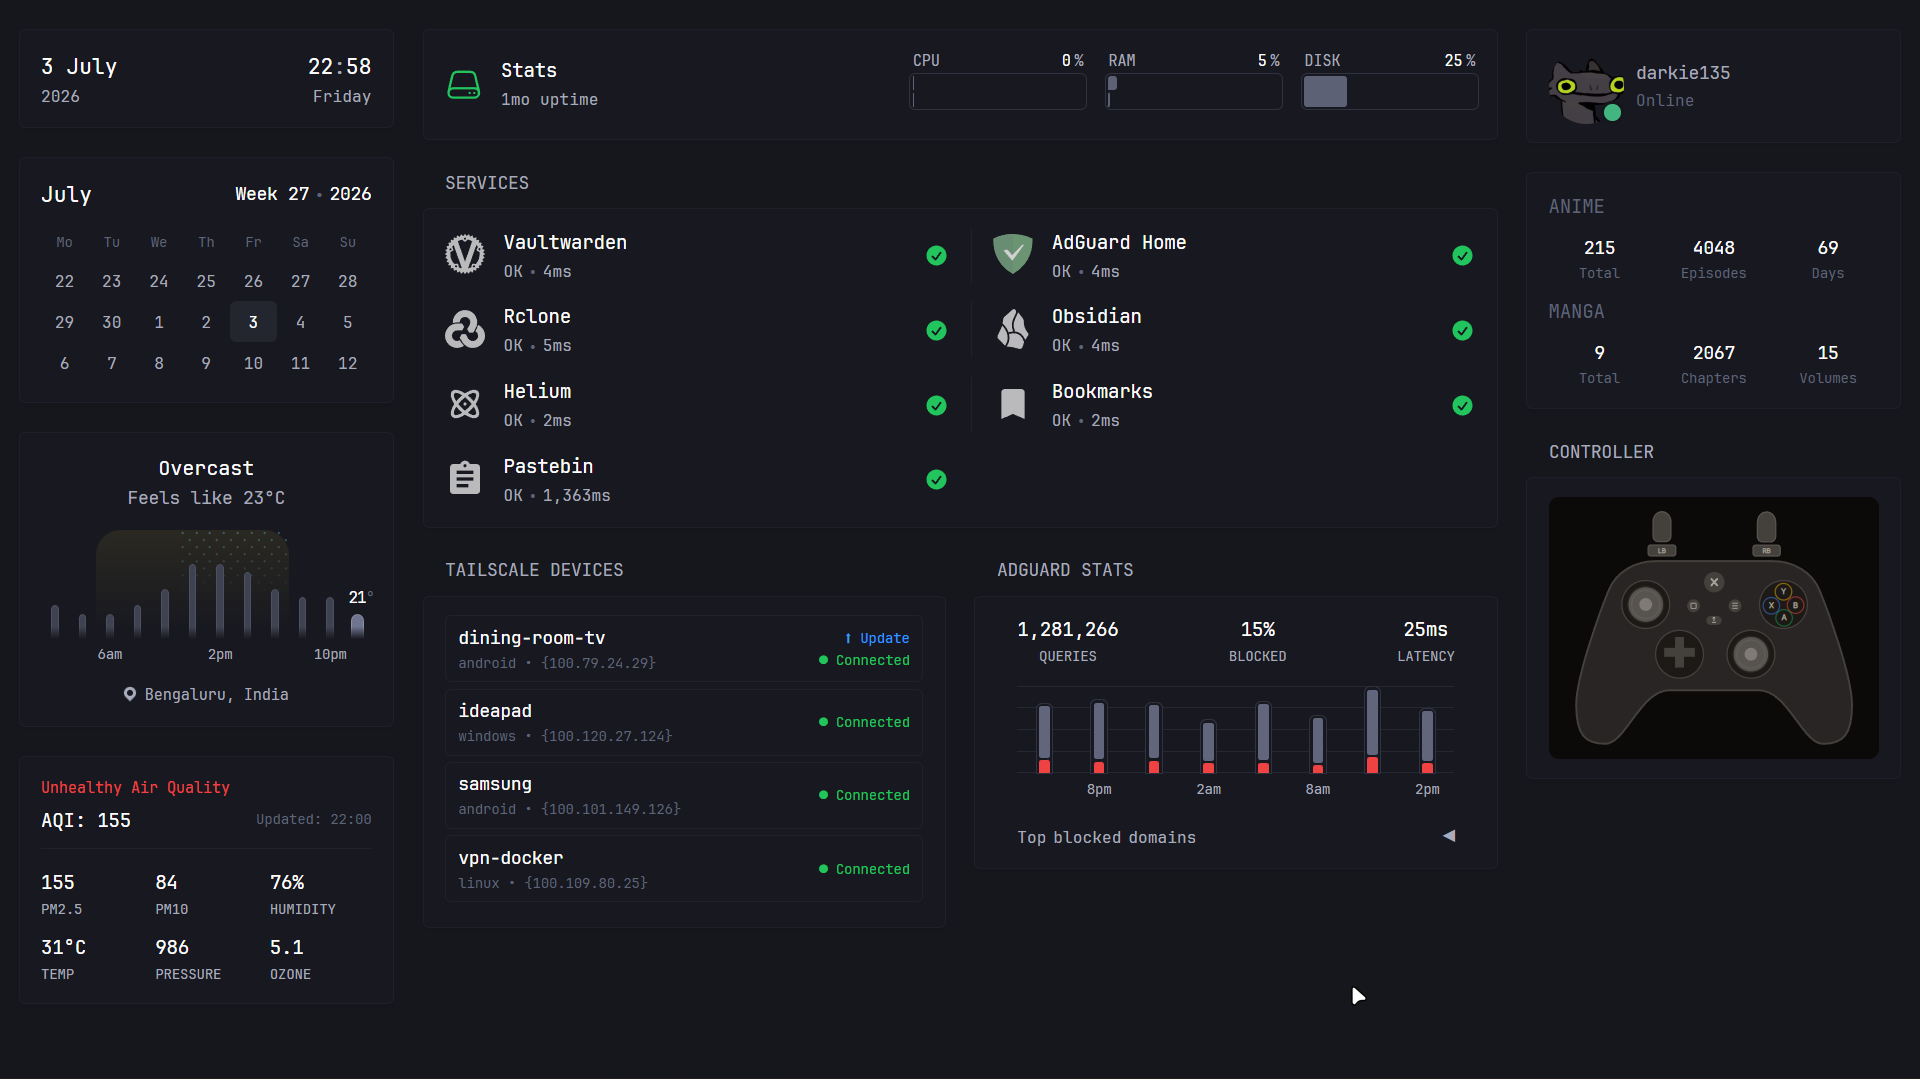 3 July
22:58
2026
Friday
July
Week 27 • 2026
Mo Tu We Th Fr Sa Su
22 23 24 25 26 27 28
29 30 1 2 3 4 5
6 7 8 9 10 11 12
Overcast
Feels like 23°C
21°
6am 2pm 10pm
Bengaluru, India
Unhealthy Air Quality
AQI: 155
Updated: 22:00
155 84 76%
PM2.5 PM10 HUMIDITY
31°C 986 5.1
TEMP PRESSURE OZONE
Stats
1mo uptime
CPU 0%
RAM 5%
DISK 25%
SERVICES
Vaultwarden
OK • 4ms
AdGuard Home
OK • 4ms
Rclone
OK • 5ms
Obsidian
OK • 4ms
Helium
OK • 2ms
Bookmarks
OK • 2ms
Pastebin
OK • 1,363ms
TAILSCALE DEVICES
dining-room-tv
↑ Update
android • {100.79.24.29}
Connected
ideapad
windows • {100.120.27.124}
Connected
samsung
android • {100.101.149.126}
Connected
vpn-docker
linux • {100.109.80.25}
Connected
ADGUARD STATS
1,281,266 15% 25ms
QUERIES BLOCKED LATENCY
8pm 2am 8am 2pm
Top blocked domains
darkie135
Online
ANIME
215 4048 69
Total Episodes Days
MANGA
9 2067 15
Total Chapters Volumes
CONTROLLER
LB RB
X
Y
X B
A